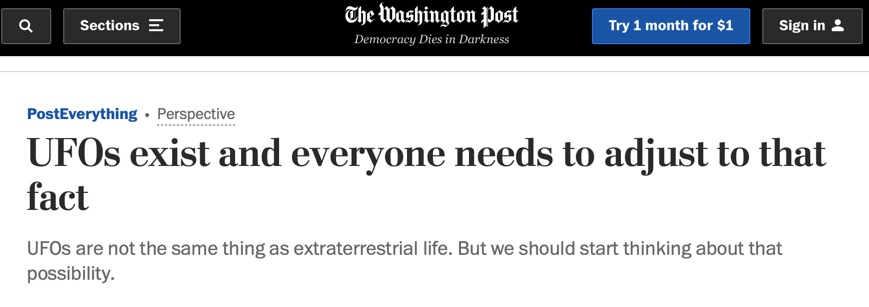 Sections
The Washington Post
Democracy Dies in Darkness
Try 1 month for $1
Sign in
PostEverything • Perspective
UFOs exist and everyone needs to adjust to that
fact
UFOs are not the same thing as extraterrestrial life. But we should start thinking about that
possibility.